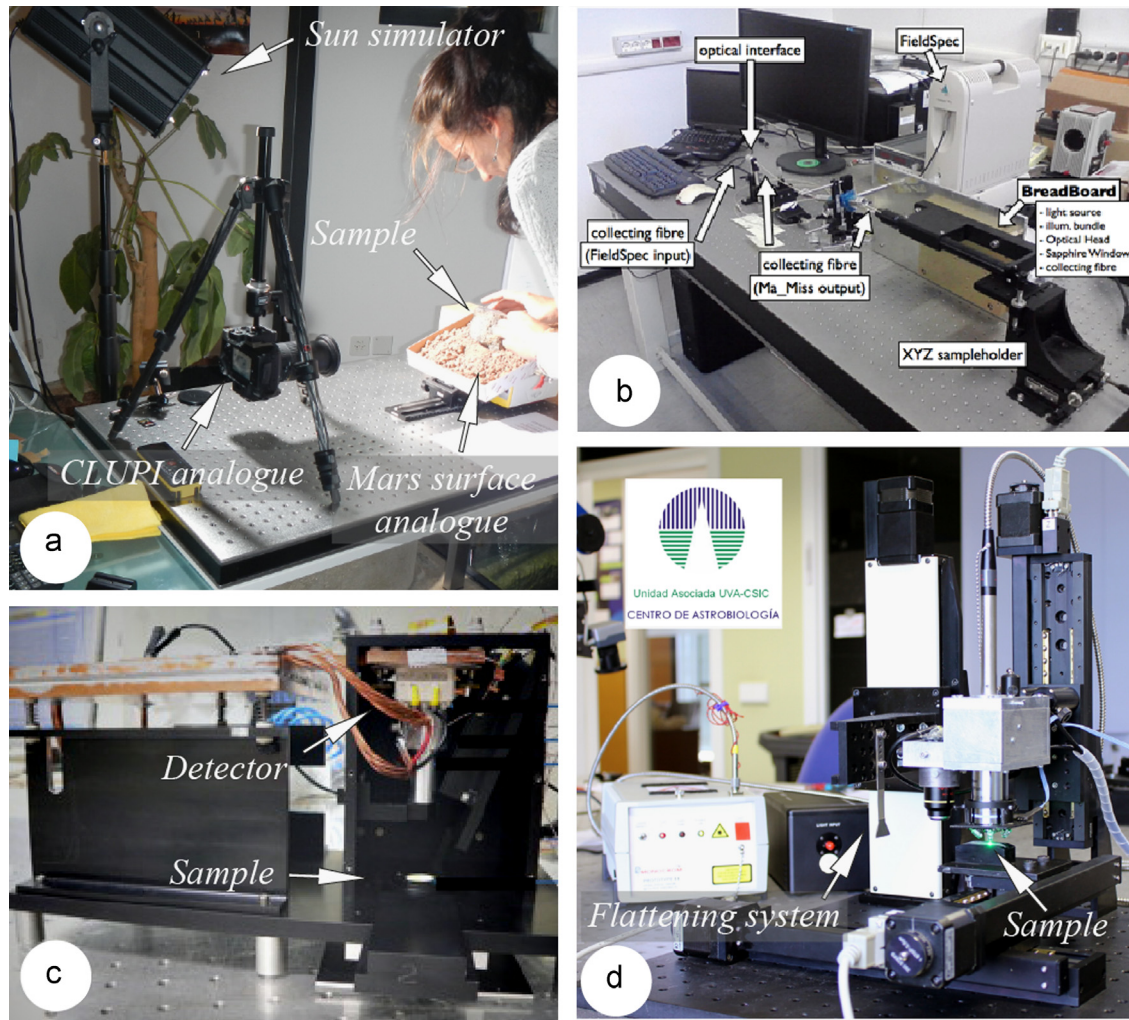 Sun simulator
Sample
CLUPI analogue
Mars surface
analogue
a
optical interface
FieldSpec
BreadBoard
- light source
- illum. bundle
- Optical Head
- Sapphire Window
- collecting fibre
collecting fibre
(FieldSpec input)
collecting fibre
(Ma_Miss output)
XYZ sampleholder
b
Detector
Sample
c
Unidad Asociada UVA-CSIC
CENTRO DE ASTROBIOLOGÍA
LIGHT INPUT
Flattening system
Sample
d